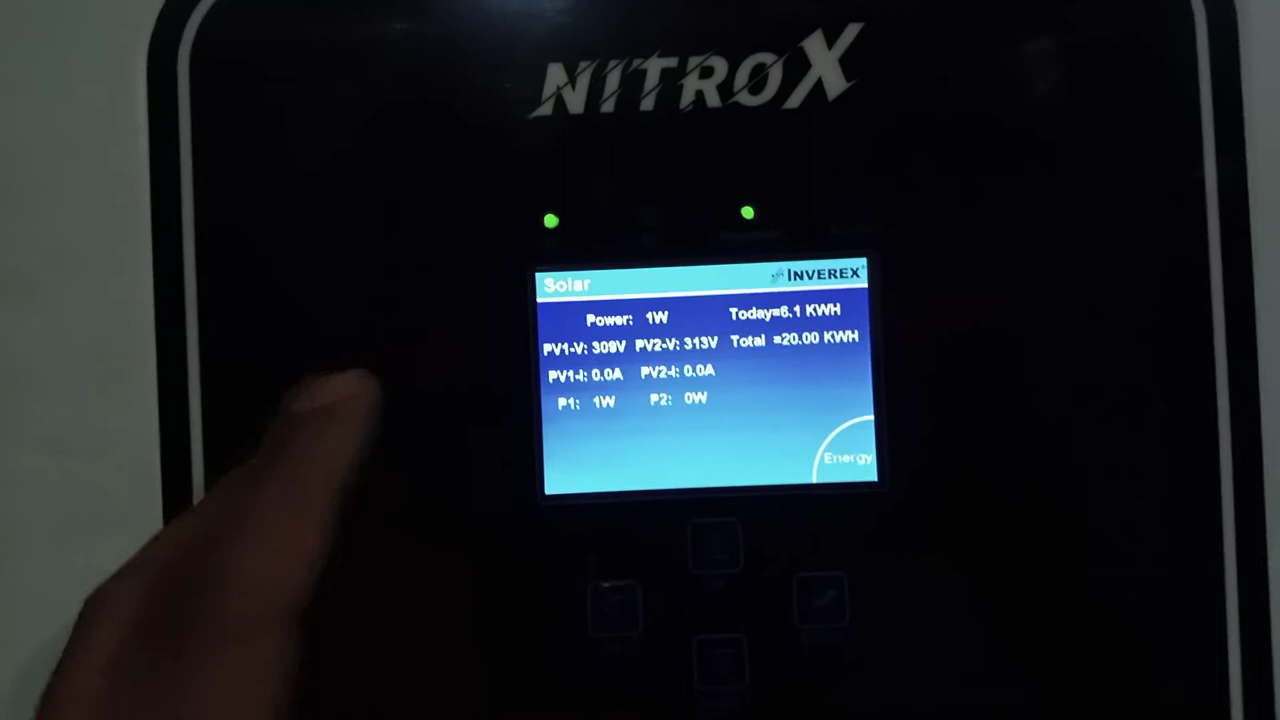 NITROX
Solar INVEREX
Power: 1W Today=6.1 KWH
PV1-V: 309V PV2-V: 313V Total =20.00 KWH
PV1-I: 0.0A PV2-I: 0.0A
P1: 1W P2: 0W
Energy